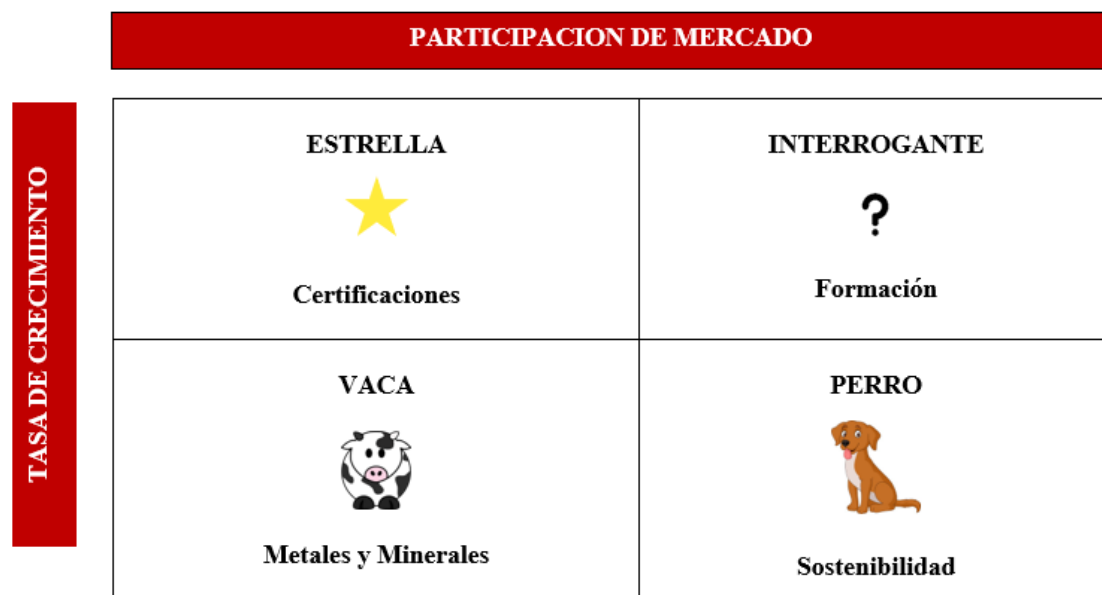 PARTICIPACION DE MERCADO
TASA DE CRECIMIENTO
ESTRELLA
Certificaciones
INTERROGANTE
?
Formación
VACA
Metales y Minerales
PERRO
Sostenibilidad